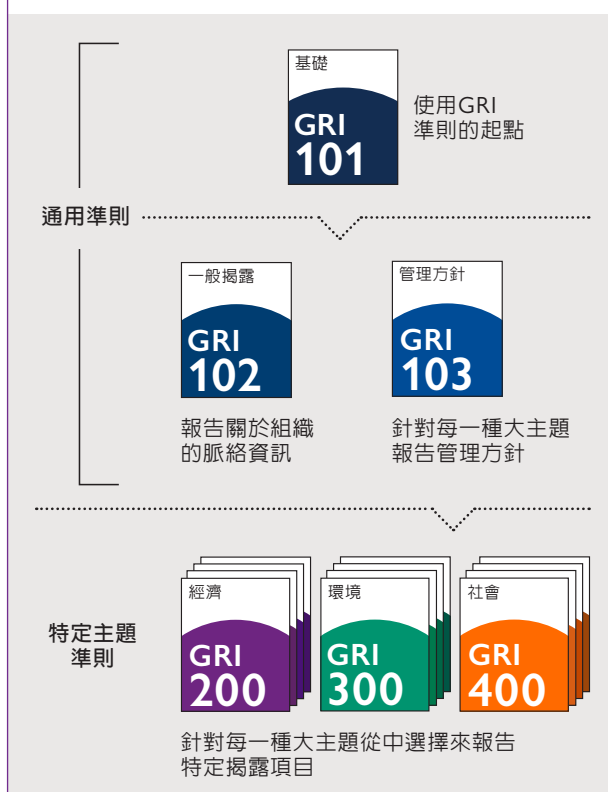 基礎
GRI
101
使用GRI
準則的起點
通用準則
一般揭露
GRI
102
報告關於組織
的脈絡資訊
管理方針
GRI
103
針對每一種大主題
報告管理方針
特定主題
準則
經濟
GRI
200
環境
GRI
300
社會
GRI
400
針對每一種大主題從中選擇來報告
特定揭露項目